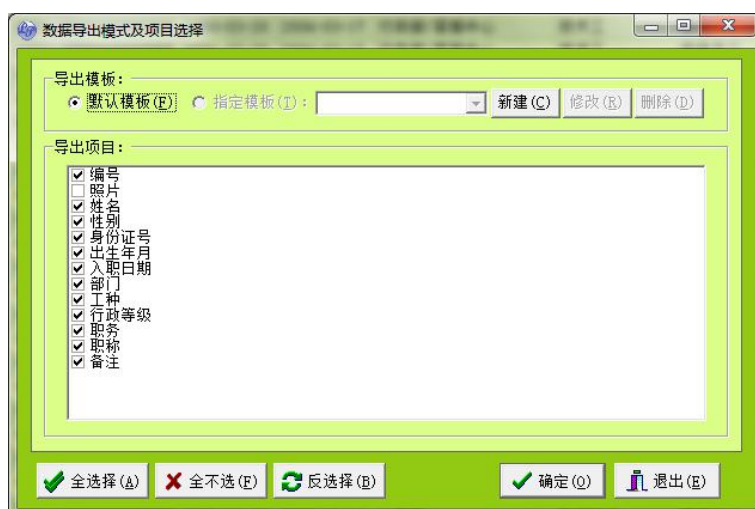 数据导出模式及项目选择
导出模板:
默认模板(F) 指定模板(T): 新建(C) 修改(R) 删除(D)
导出项目:
编号
照片
姓名
性别
身份证号
出生年月
入职日期
部门
工种
行政等级
职务
职称
备注
全选择(A) 全不选(F) 反选择(B) 确定(O) 退出(E)